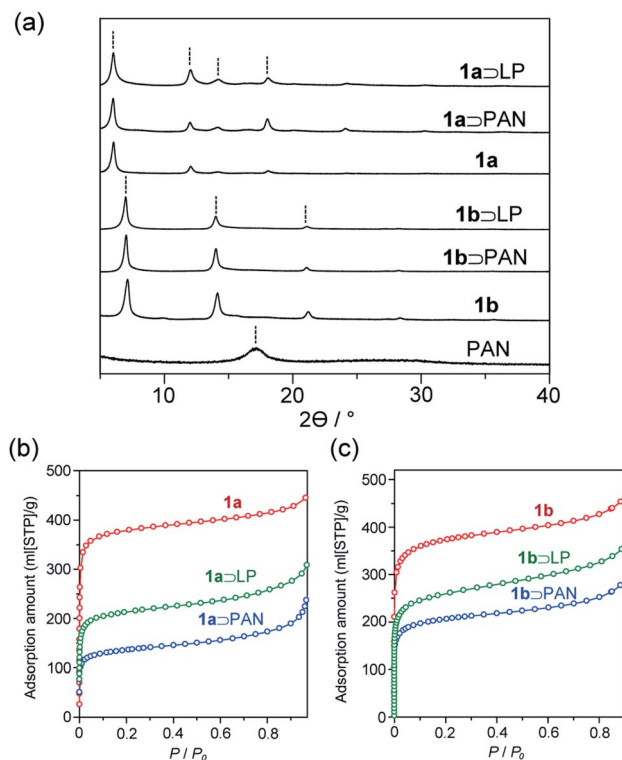 (a)
1a⊃LP
1a⊃PAN
1a
1b⊃LP
1b⊃PAN
1b
PAN
10 20 30 40
2Θ / °
(b)
500
400
300
200
100
0
Adsorption amount (ml[STP]/g)
1a
1a⊃LP
1a⊃PAN
0 0.2 0.4 0.6 0.8
P / P0
(c)
500
400
300
200
100
0
Adsorption amount (ml[STP]/g)
1b
1b⊃LP
1b⊃PAN
0 0.2 0.4 0.6 0.8
P / P0